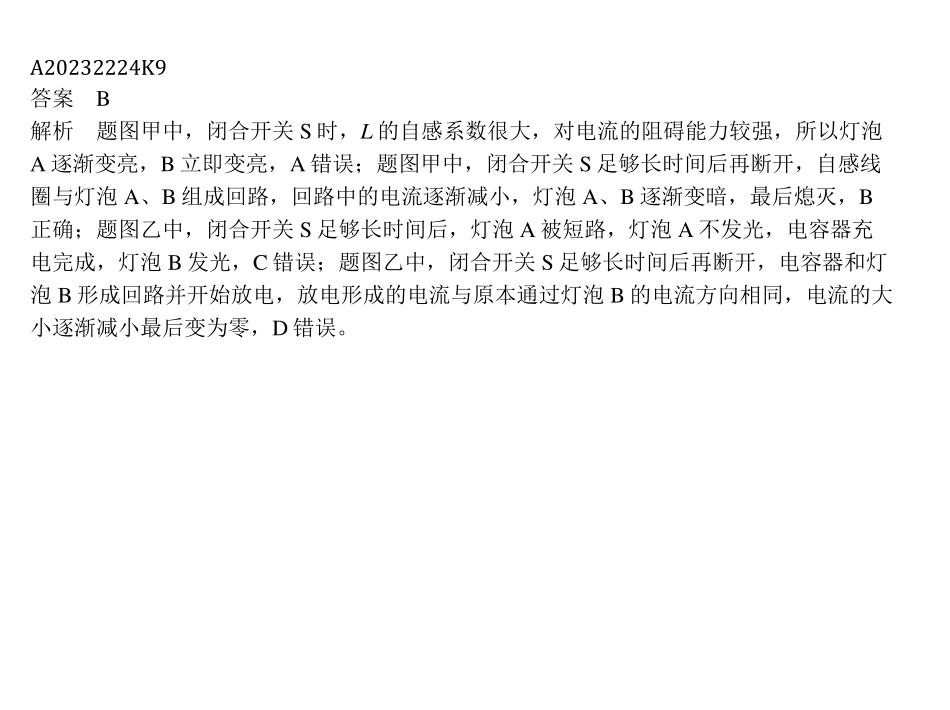 A20232224K9
答案　B
解析　题图甲中，闭合开关 S 时，L 的自感系数很大，对电流的阻碍能力较强，所以灯泡
A 逐渐变亮，B 立即变亮，A 错误；题图甲中，闭合开关 S 足够长时间后再断开，自感线
圈与灯泡 A、B 组成回路，回路中的电流逐渐减小，灯泡 A、B 逐渐变暗，最后熄灭，B
正确；题图乙中，闭合开关 S 足够长时间后，灯泡 A 被短路，灯泡 A 不发光，电容器充
电完成，灯泡 B 发光，C 错误；题图乙中，闭合开关 S 足够长时间后再断开，电容器和灯
泡 B 形成回路并开始放电，放电形成的电流与原本通过灯泡 B 的电流方向相同，电流的大
小逐渐减小最后变为零，D 错误。